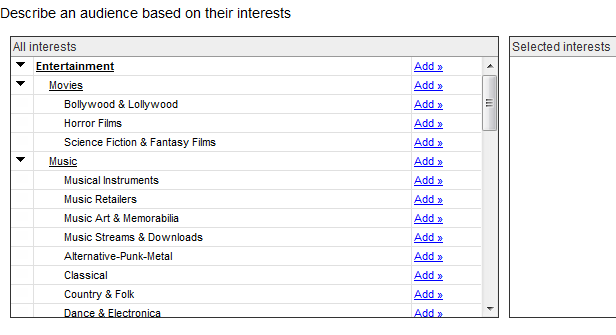 Describe an audience based on their interests
All interests Selected interests
Entertainment Add »
Movies Add »
Bollywood & Lollywood Add »
Horror Films Add »
Science Fiction & Fantasy Films Add »
Music Add »
Musical Instruments Add »
Music Retailers Add »
Music Art & Memorabilia Add »
Music Streams & Downloads Add »
Alternative-Punk-Metal Add »
Classical Add »
Country & Folk Add »
Dance & Electronica Add »